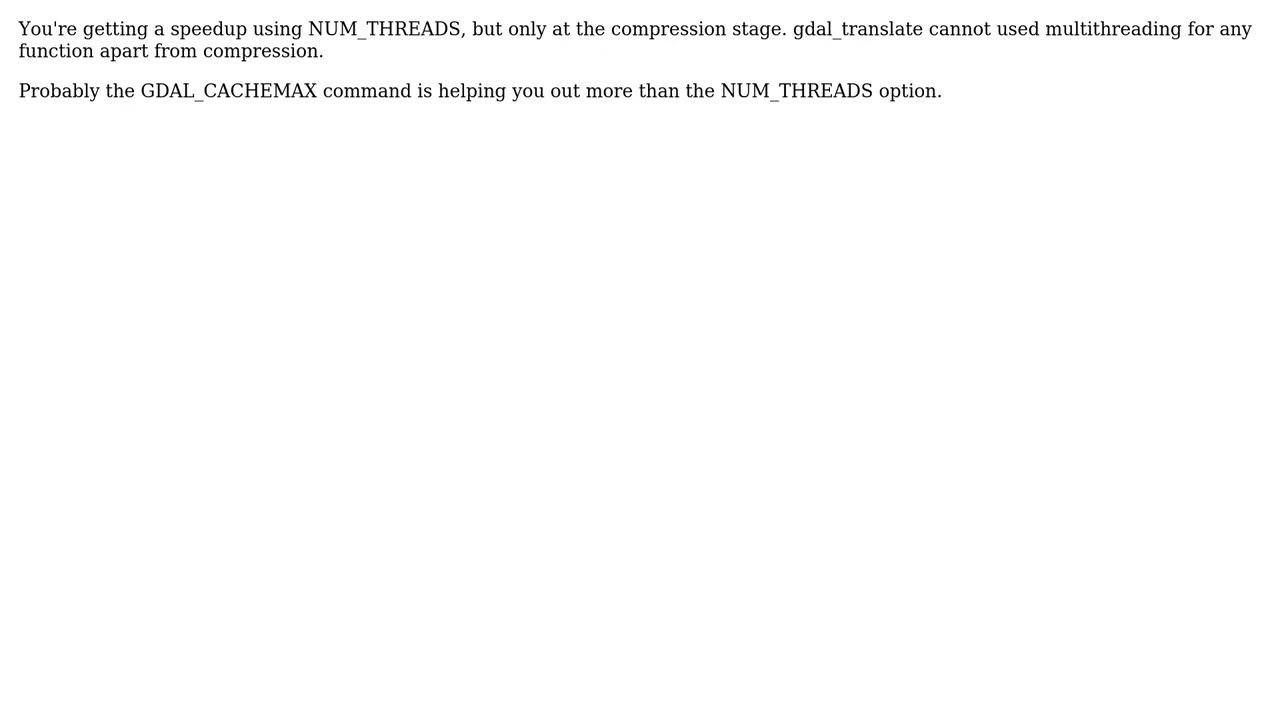 You're getting a speedup using NUM_THREADS, but only at the compression stage. gdal_translate cannot used multithreading for any
function apart from compression.
Probably the GDAL_CACHEMAX command is helping you out more than the NUM_THREADS option.